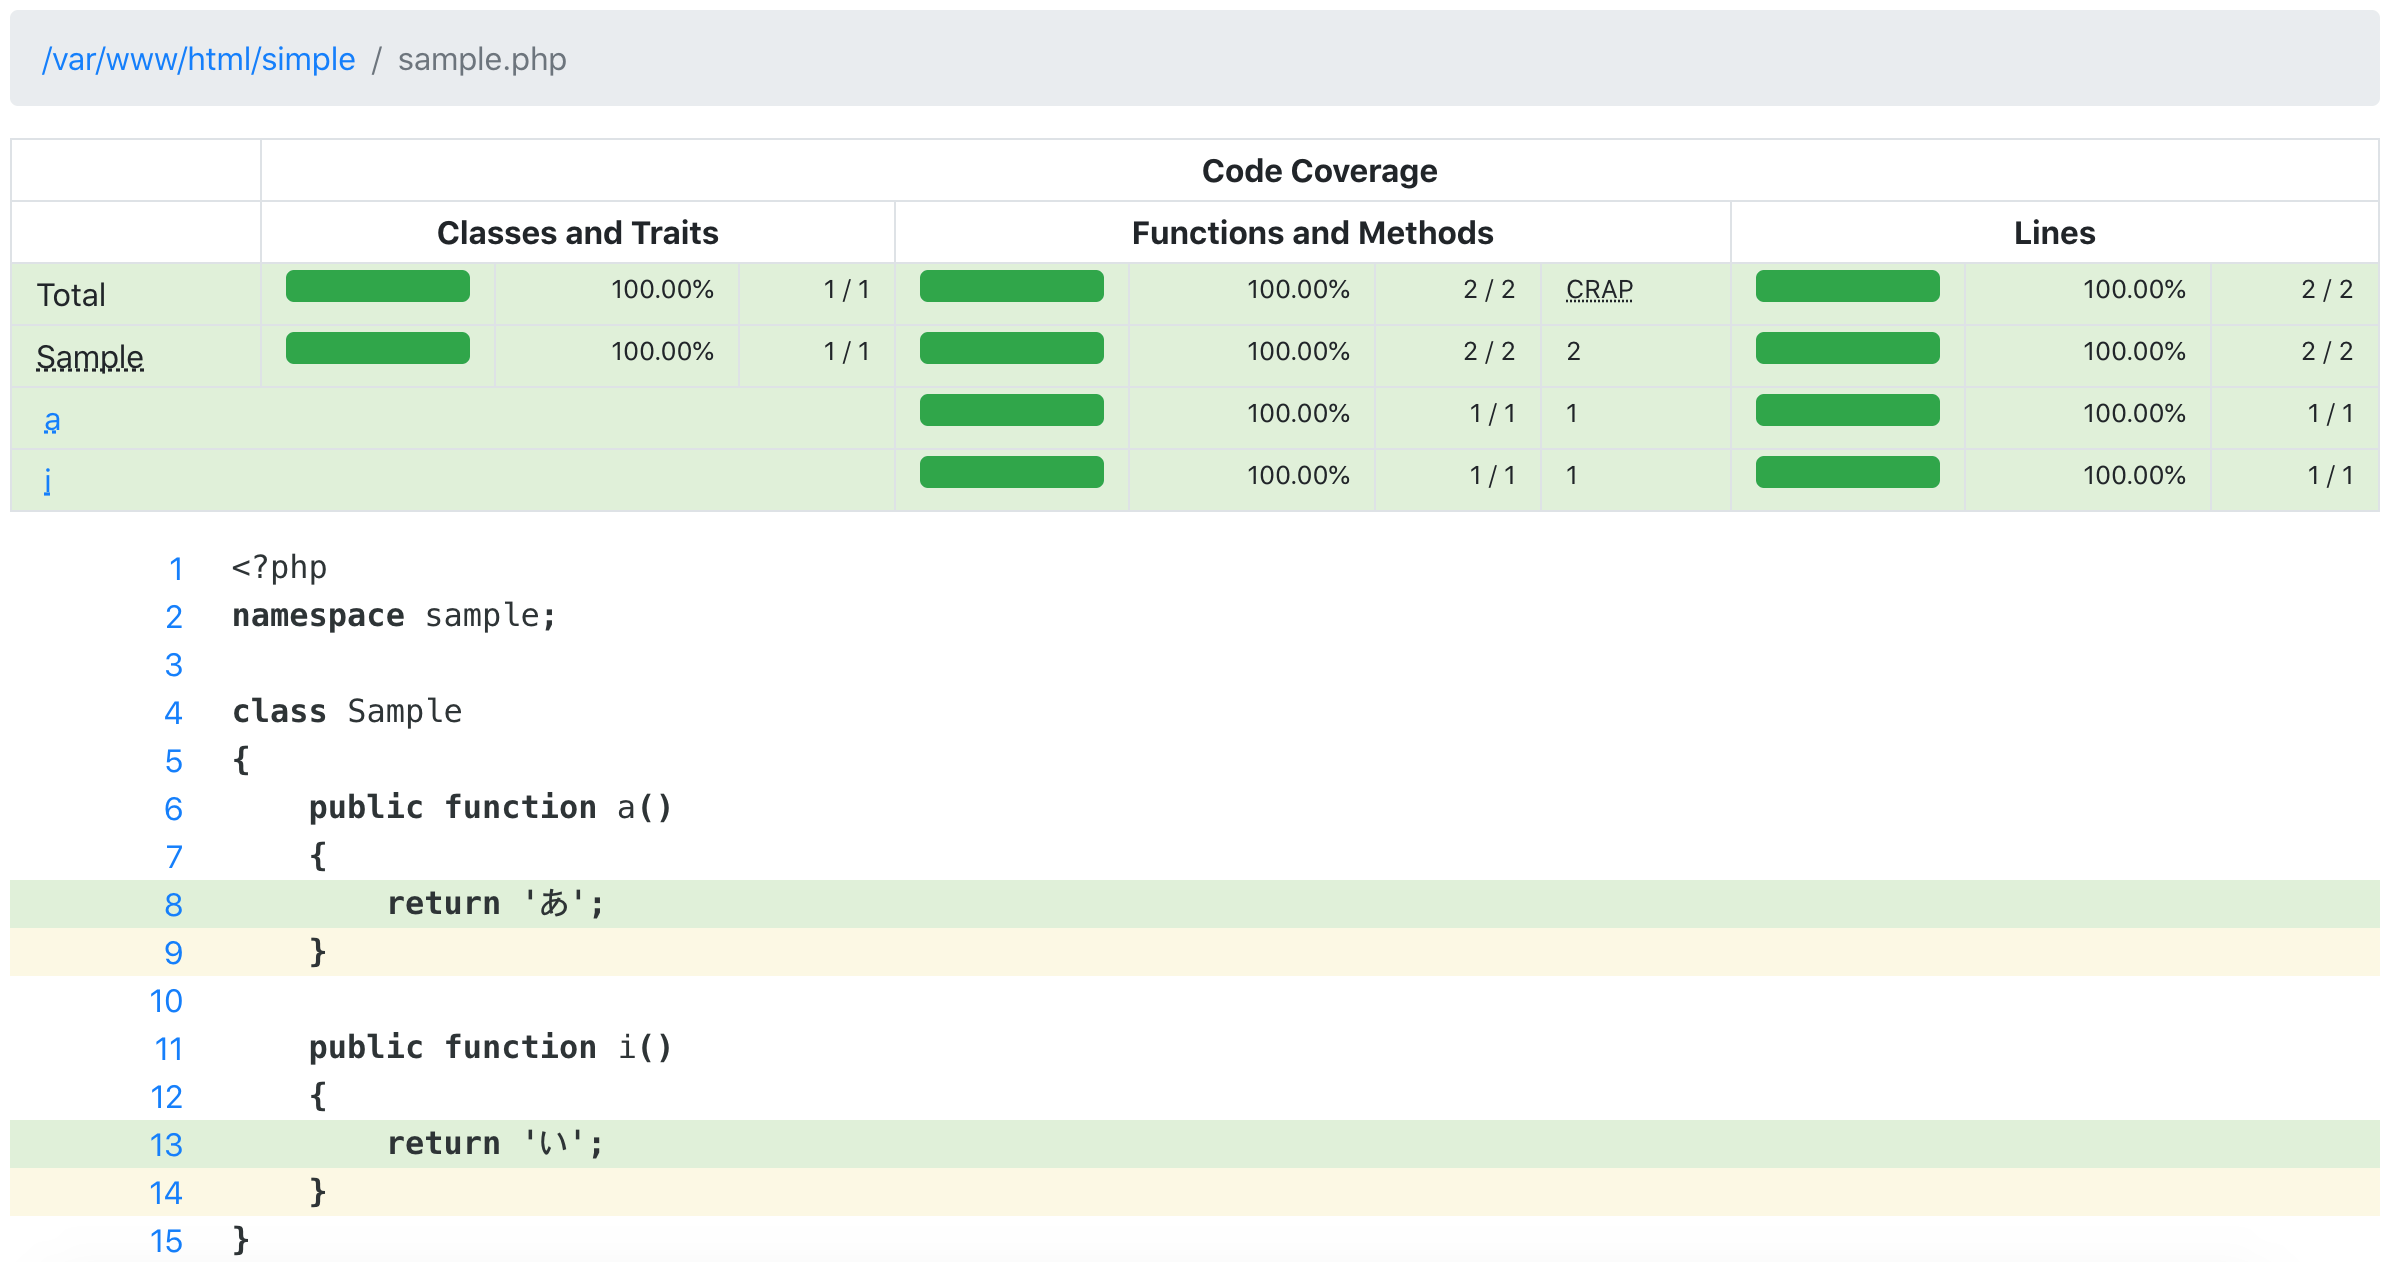 /var/www/html/simple / sample.php
Code Coverage
Classes and Traits Functions and Methods Lines
Total 100.00% 1 / 1 100.00% 2 / 2 CRAP 100.00% 2 / 2
Sample 100.00% 1 / 1 100.00% 2 / 2 2 100.00% 2 / 2
a 100.00% 1 / 1 1 100.00% 1 / 1
i 100.00% 1 / 1 1 100.00% 1 / 1
1 <?php
2 namespace sample;
3
4 class Sample
5 {
6     public function a()
7     {
8         return 'あ';
9     }
10
11     public function i()
12     {
13         return 'い';
14     }
15 }